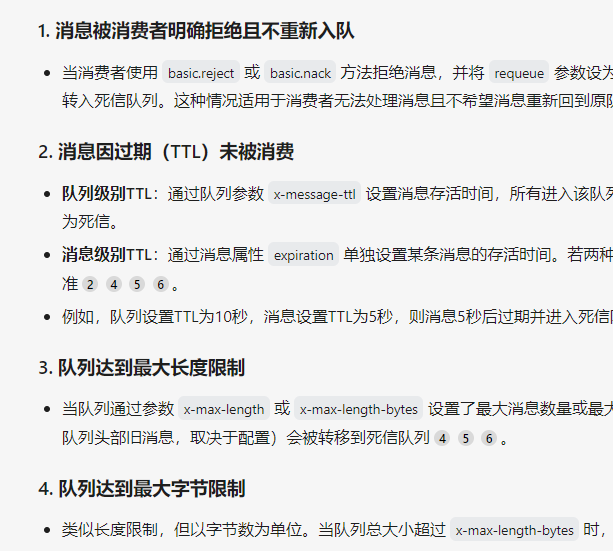 1. 消息被消费者明确拒绝且不重新入队
当消费者使用 basic.reject 或 basic.nack 方法拒绝消息，并将 requeue 参数设为
转入死信队列。这种情况适用于消费者无法处理消息且不希望消息重新回到原队
2. 消息因过期（TTL）未被消费
队列级别TTL：通过队列参数 x-message-ttl 设置消息存活时间，所有进入该队列
为死信。
消息级别TTL：通过消息属性 expiration 单独设置某条消息的存活时间。若两种
准 2 4 5 6 。
例如，队列设置TTL为10秒，消息设置TTL为5秒，则消息5秒后过期并进入死信队
3. 队列达到最大长度限制
当队列通过参数 x-max-length 或 x-max-length-bytes 设置了最大消息数量或最大
队列头部旧消息，取决于配置）会被转移到死信队列 4 5 6 。
4. 队列达到最大字节限制
类似长度限制，但以字节数为单位。当队列总大小超过 x-max-length-bytes 时，